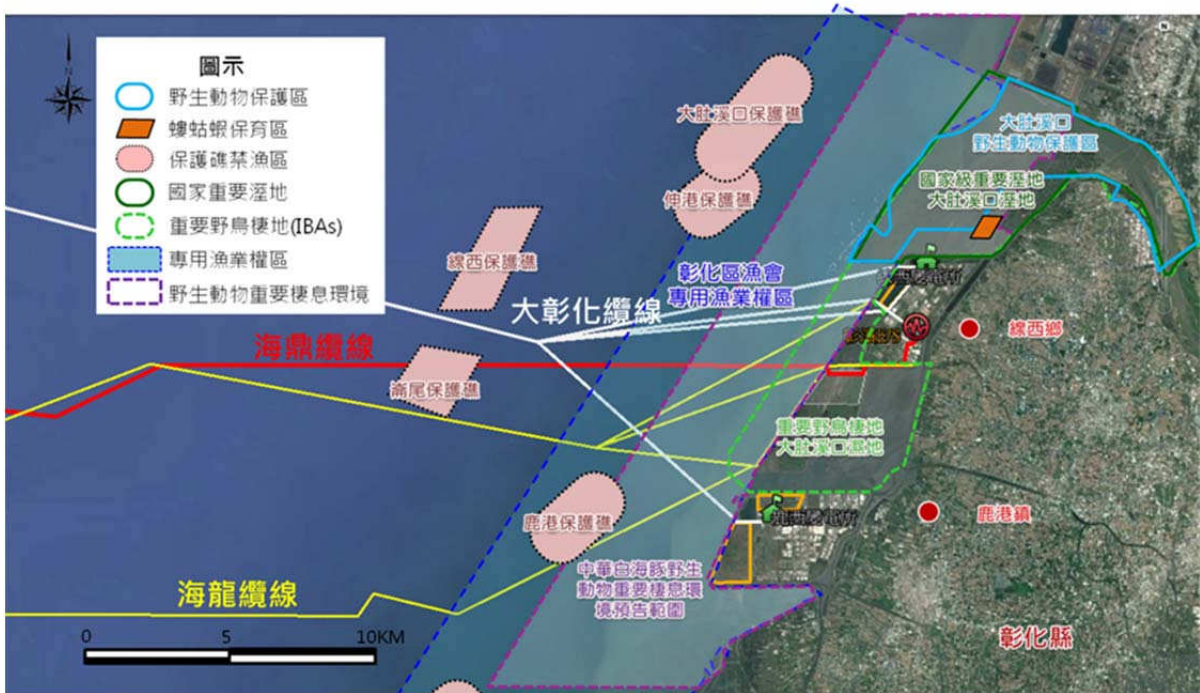 圖示
野生動物保護區
螻蛄蝦保育區
保護礁禁漁區
國家重要溼地
重要野鳥棲地(IBAs)
專用漁業權區
野生動物重要棲息環境
N
大肚溪口保護礁
伸港保護礁
線西保護礁
崙尾保護礁
鹿港保護礁
大肚溪口
野生動物保護區
國家級重要溼地
大肚溪口溼地
彰化區漁會
專用漁業權區
大彰化纜線
海鼎纜線
海龍纜線
線西鄉
重要野鳥棲地
大肚溪口濕地
鹿港鎮
中華白海豚野生
動物重要棲息環
境預告範圍
彰化縣
0 5 10KM